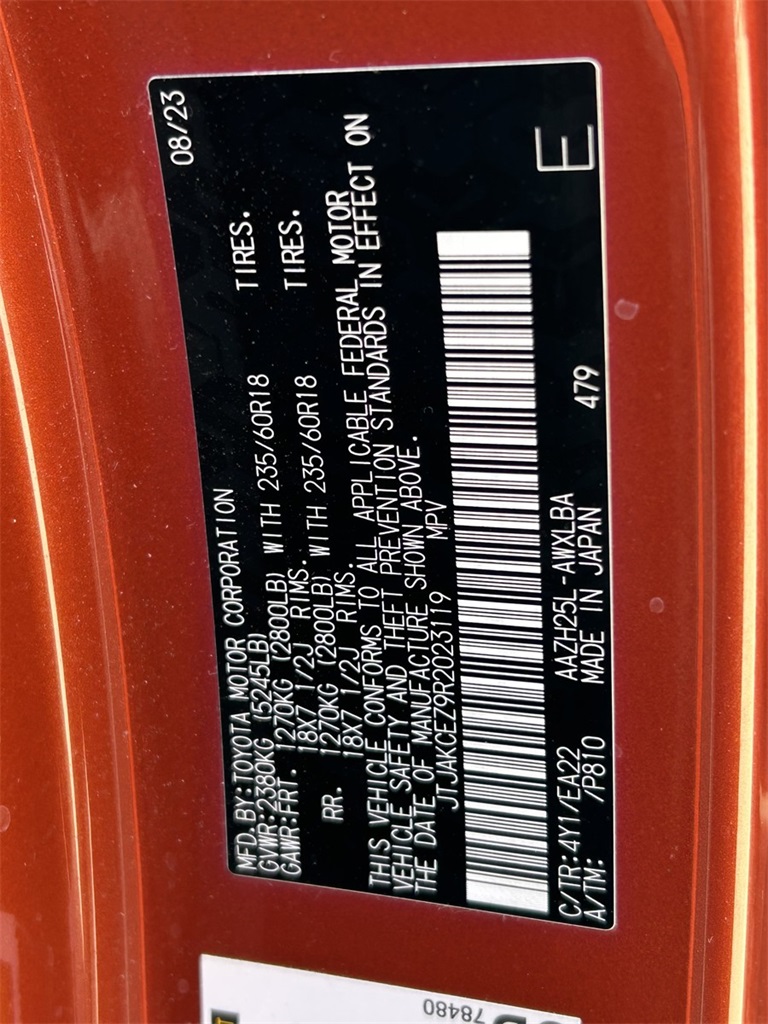 08/23
MFD.BY:TOYOTA MOTOR CORPORATION
GVWR:2380KG (5245LB)
GAWR:FRT. 1270KG (2800LB) WITH 235/60R18 TIRES.
18X7 1/2J RIMS.
RR. 1270KG (2800LB) WITH 235/60R18 TIRES.
18X7 1/2J RIMS.
THIS VEHICLE CONFORMS TO ALL APPLICABLE FEDERAL MOTOR
VEHICLE SAFETY AND THEFT PREVENTION STANDARDS IN EFFECT ON
THE DATE OF MANUFACTURE SHOWN ABOVE.
JTJAKCEZ9R2023119 MPV
C/TR:4Y1/EA22 AAZH25L-AWXLBA 479 E
A/TM: /P810 MADE IN JAPAN
78480